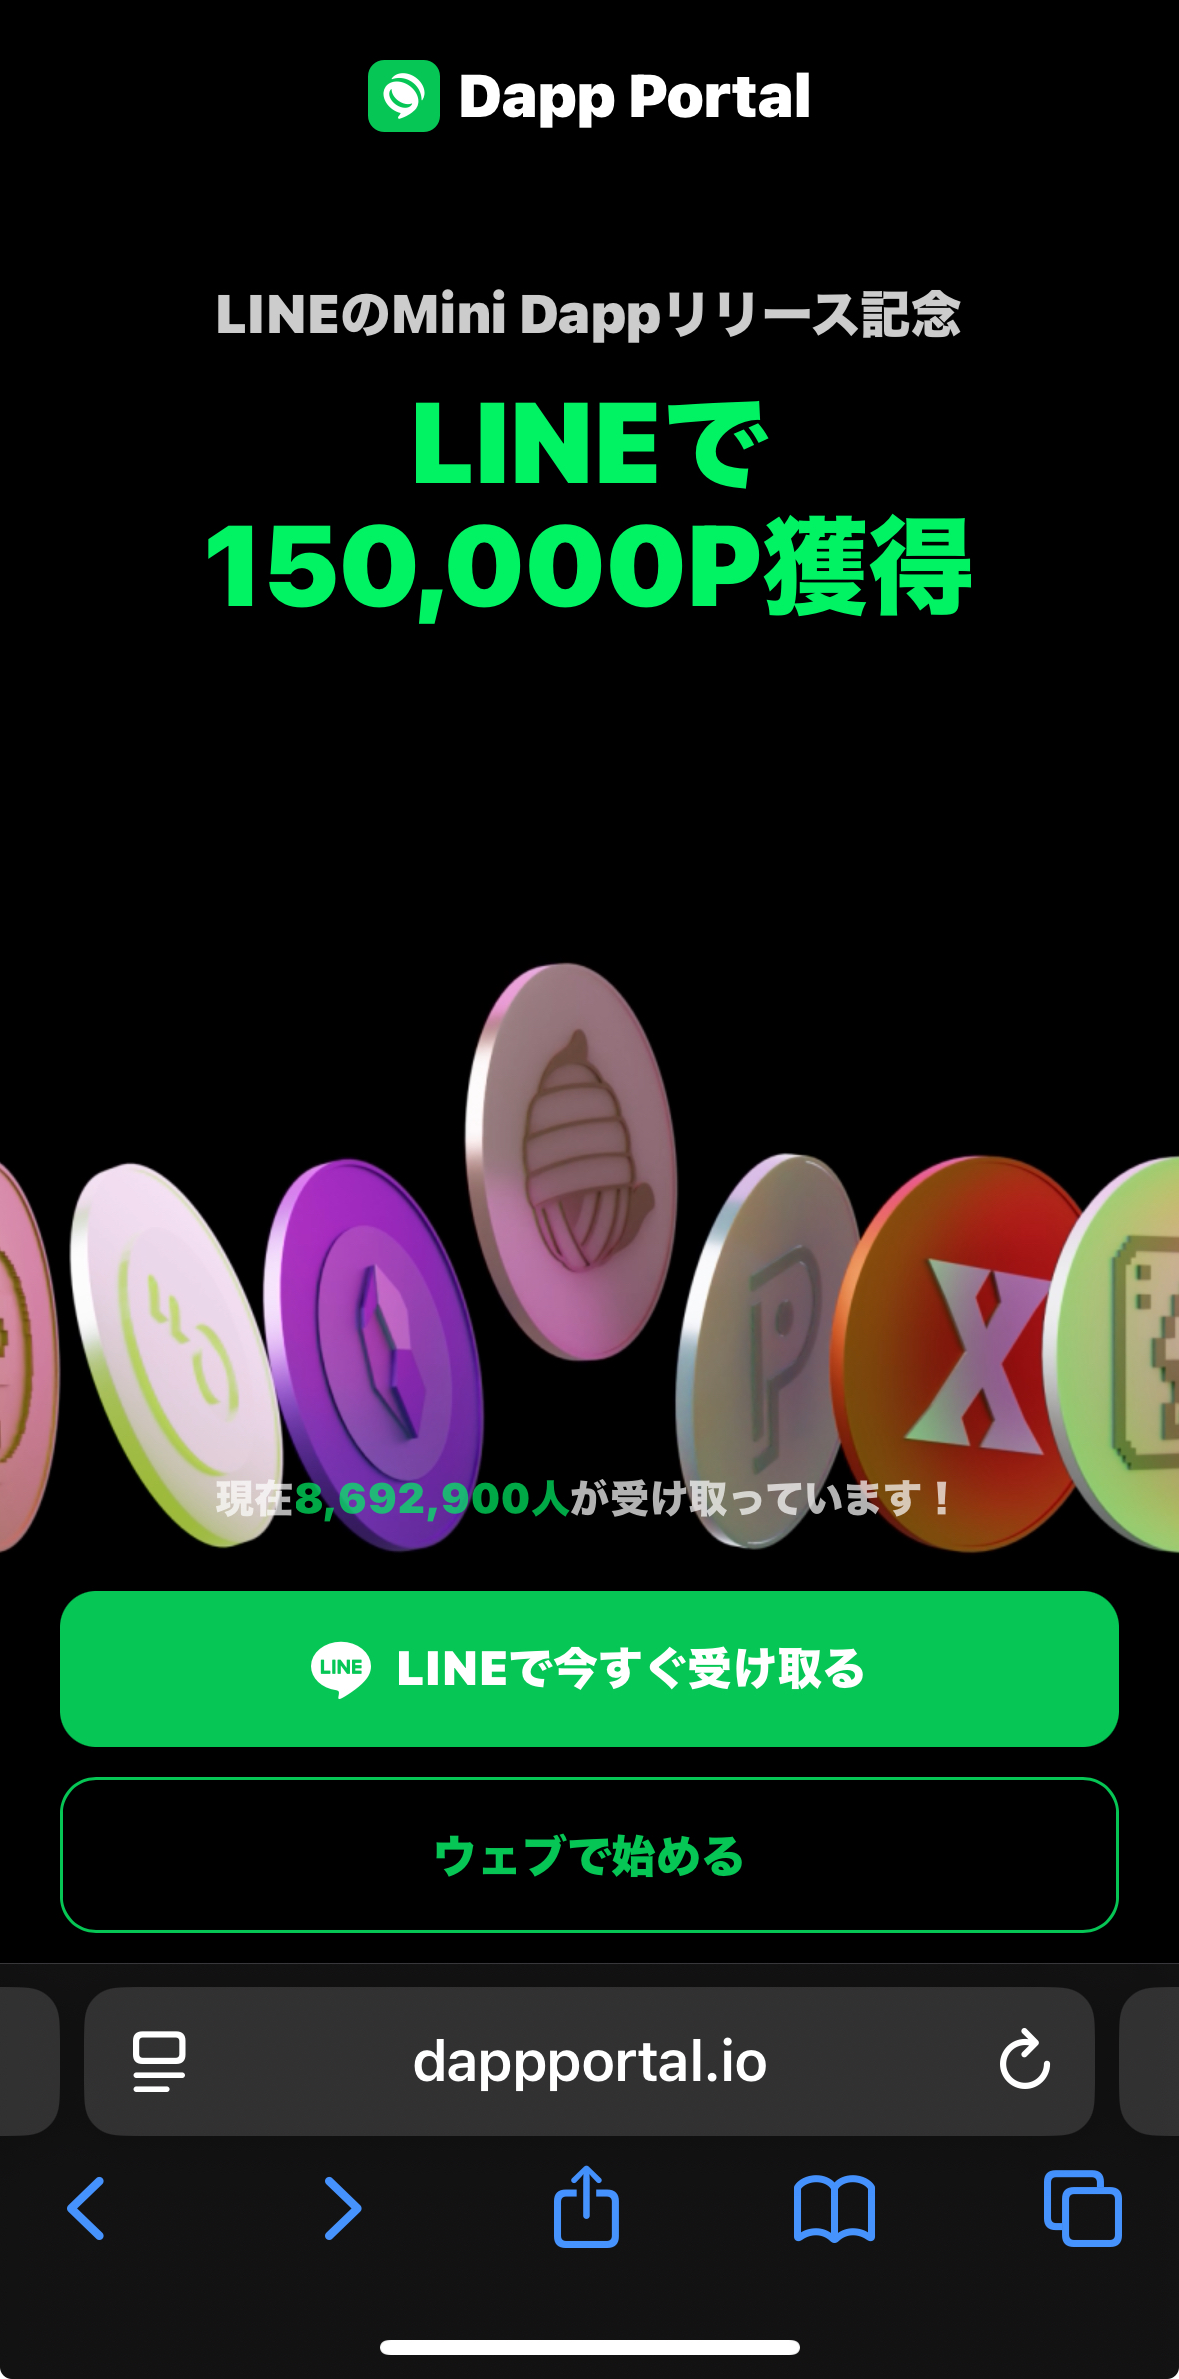 Dapp Portal
LINEのMini Dappリリース記念
LINEで
150,000P獲得
P
X
現在8,692,900人が受け取っています！
LINE LINEで今すぐ受け取る
ウェブで始める
dappportal.io